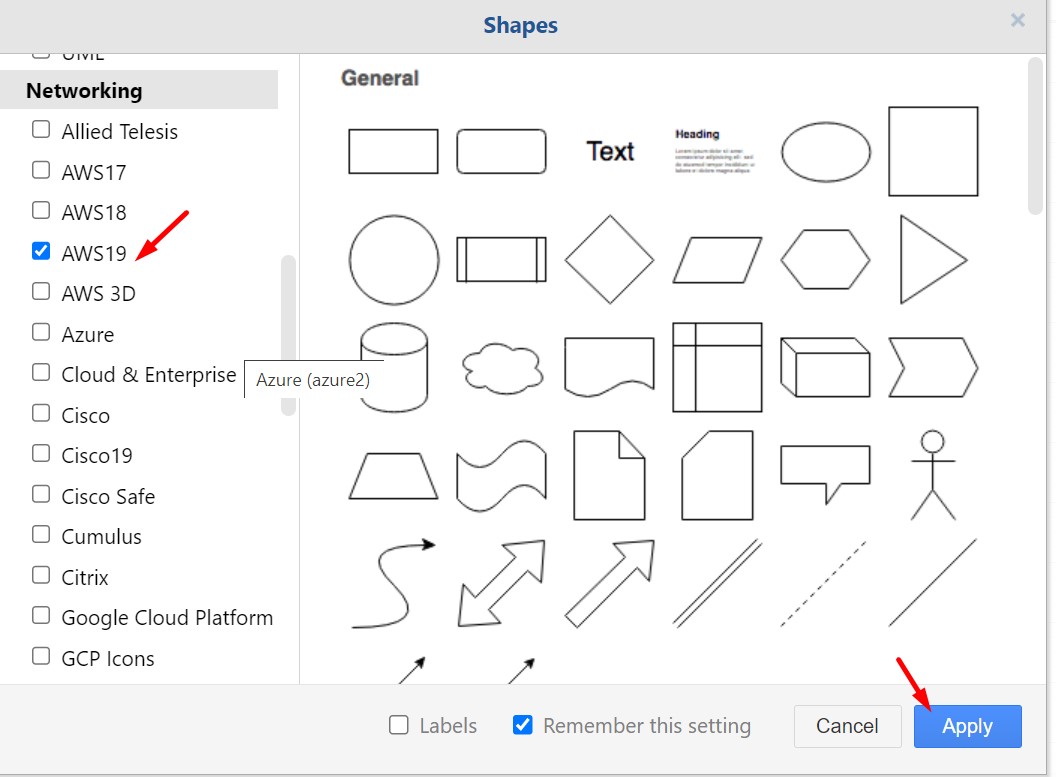 Shapes
×
UML
Networking
Allied Telesis
AWS17
AWS18
AWS19
AWS 3D
Azure
Cloud & Enterprise
Azure (azure2)
Cisco
Cisco19
Cisco Safe
Cumulus
Citrix
Google Cloud Platform
GCP Icons
General
Text
Heading
Lorem ipsum dolor sit amet,
consectetur adipisicing elit, sed
do eiusmod tempor incididunt ut
labore et dolore magna aliqua.
Labels
Remember this setting
Cancel
Apply